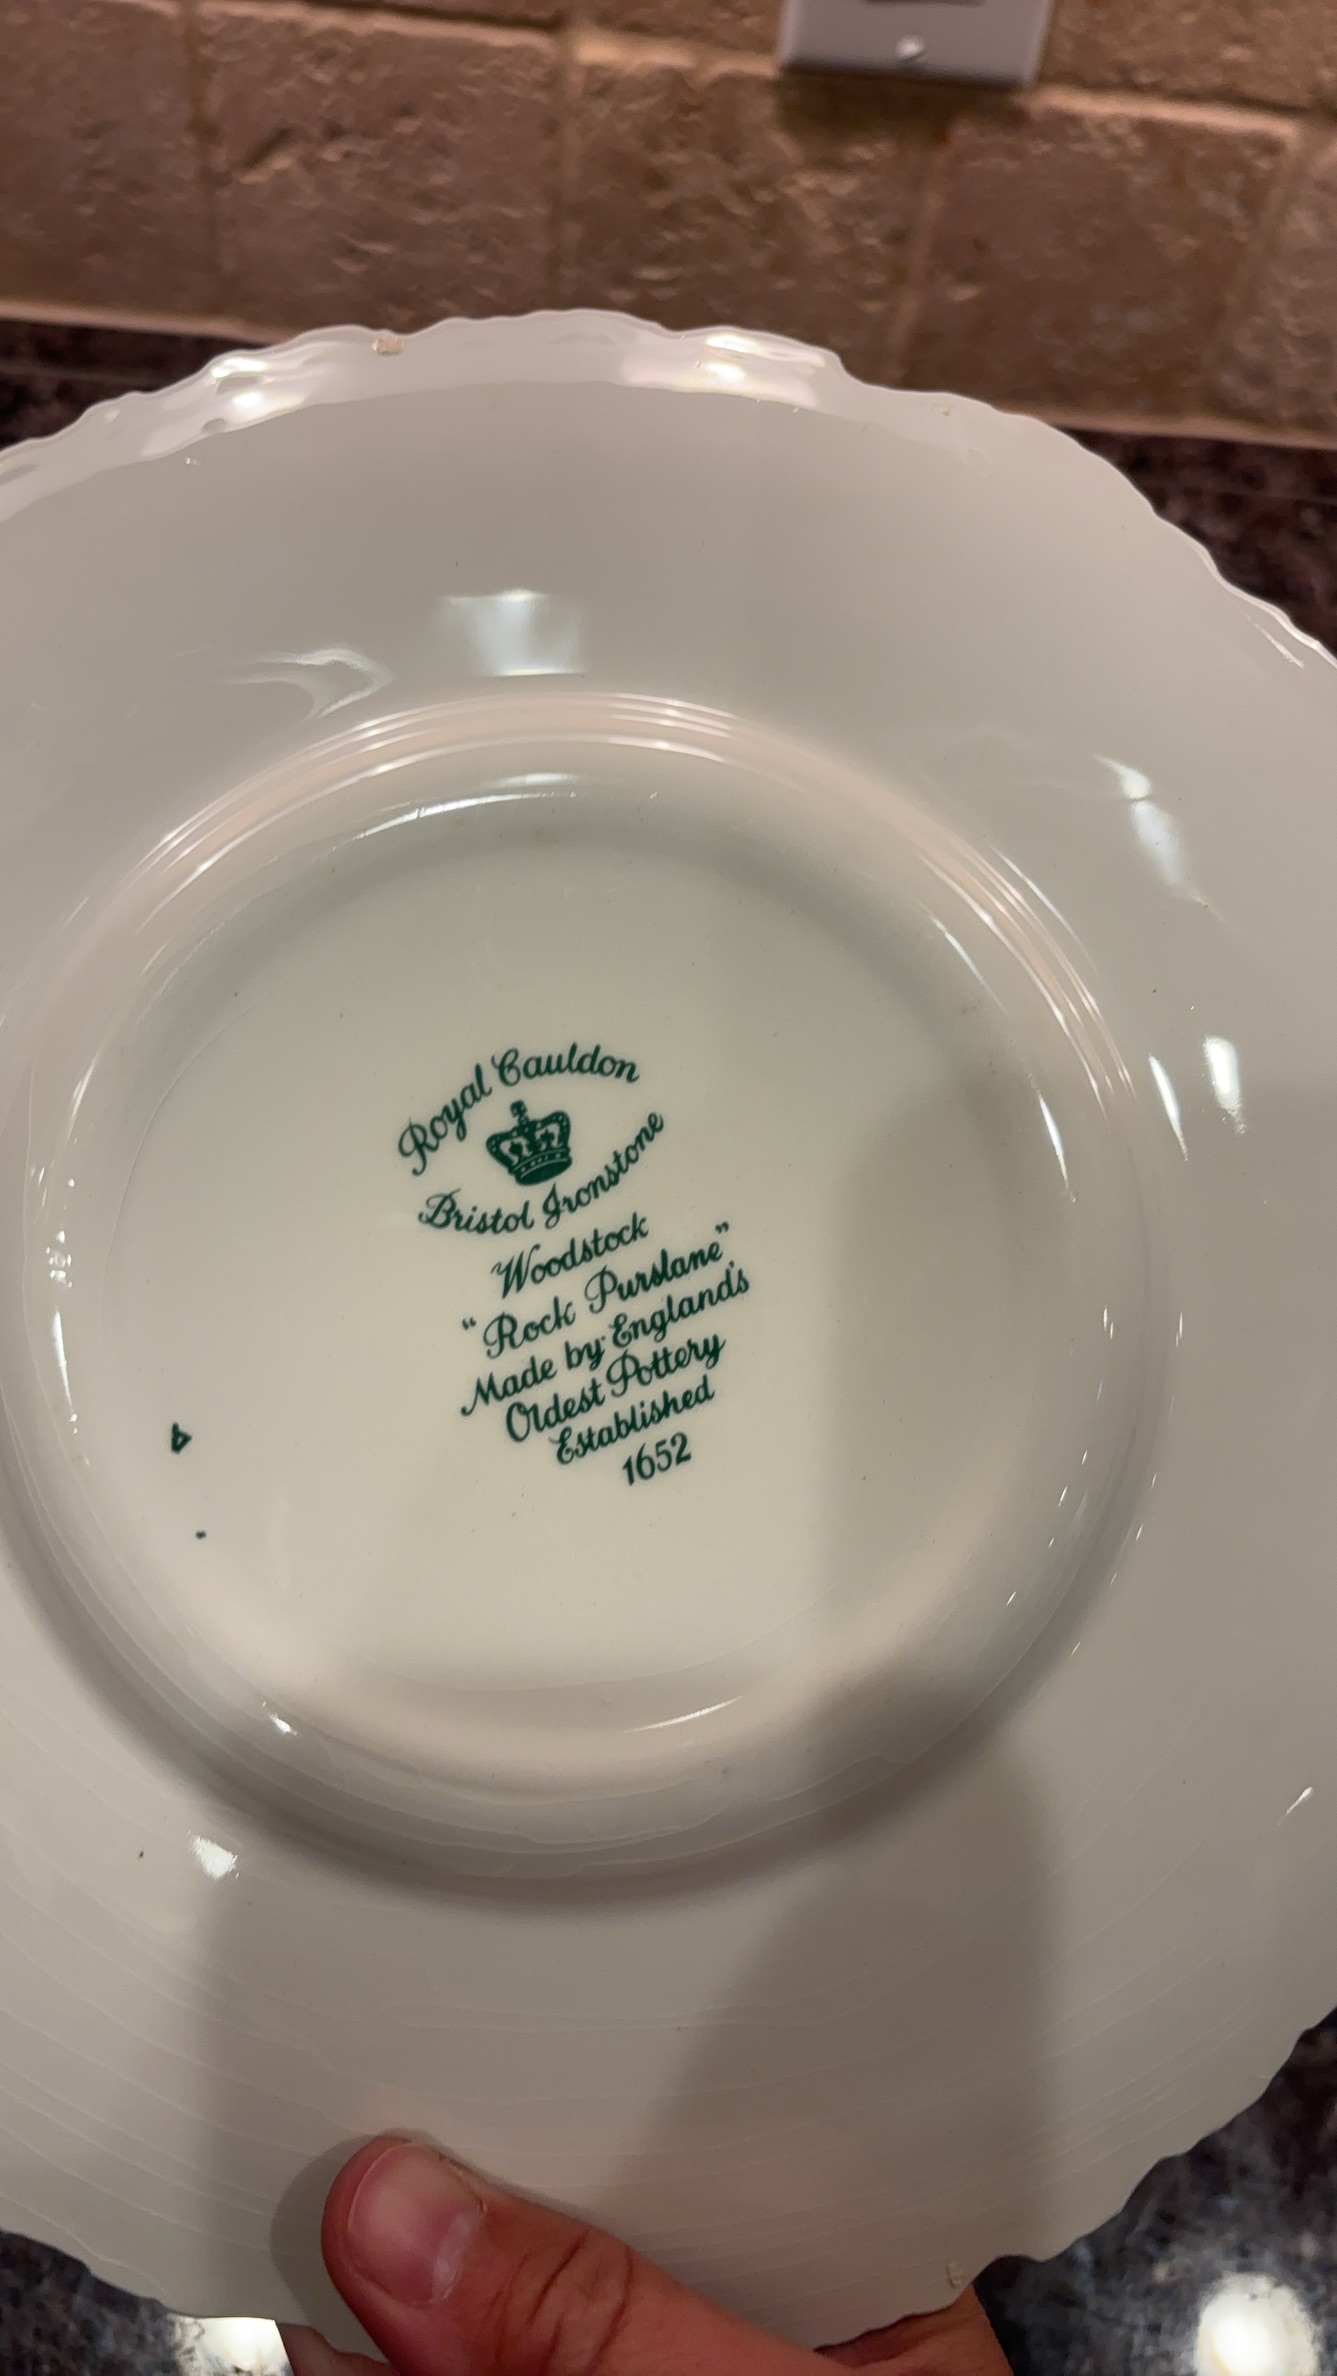 Royal Cauldon
Bristol Ironstone
Woodstock
"Rock Purslane"
Made by England's
Oldest Pottery
Established
1652